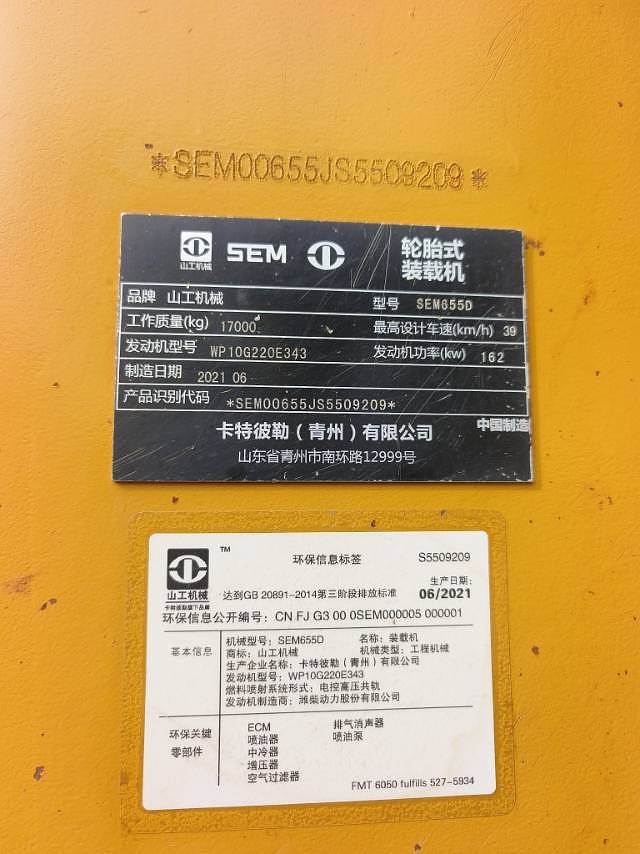 *SEM00655JS5509209*
山工机械 SEM 轮胎式
装载机
品牌 山工机械 型号 SEM655D
工作质量(kg) 17000 最高设计车速(km/h) 39
发动机型号 WP10G220E343 发动机功率(kw) 162
制造日期 2021 06
产品识别代码 *SEM00655JS5509209*
中国制造
卡特彼勒(青州)有限公司
山东省青州市南环路12999号
TM 环保信息标签 S5509209
山工机械 达到GB 20891-2014第三阶段排放标准 生产日期:
卡特彼勒旗下品牌 06/2021
环保信息公开编号: CN FJ G3 00 0SEM000005 000001
基本信息
机械型号: SEM655D 名称: 装载机
商标: 山工机械 机械类型: 工程机械
生产企业名称: 卡特彼勒(青州)有限公司
发动机型号: WP10G220E343
燃料喷射系统形式: 电控高压共轨
发动机制造商: 潍柴动力股份有限公司
环保关键
零部件
ECM 排气消声器
喷油器 喷油泵
中冷器
增压器
空气过滤器
FMT 6050 fulfills 527-5934